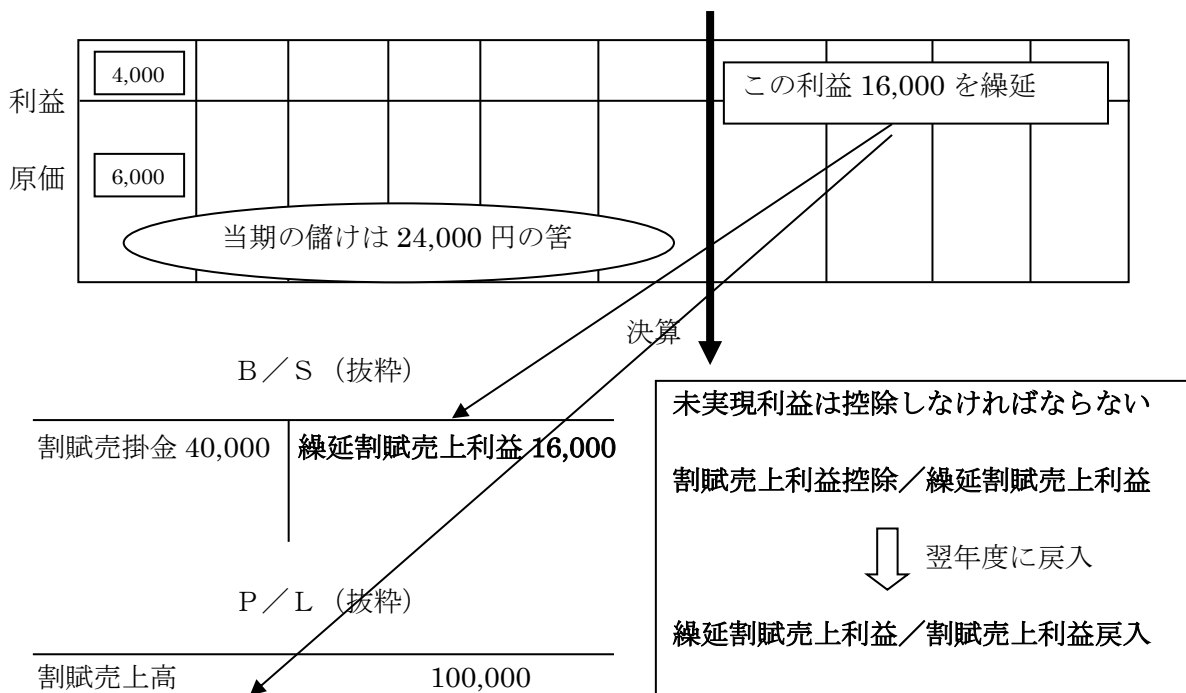 4,000
この利益 16,000 を繰延
利益
原価
6,000
当期の儲けは 24,000 円の筈
決算
B/S(抜粋)
割賦売掛金 40,000
繰延割賦売上利益 16,000
未実現利益は控除しなければならない
割賦売上利益控除/繰延割賦売上利益
翌年度に戻入
繰延割賦売上利益/割賦売上利益戻入
P/L (抜粋)
割賦売上高 100,000